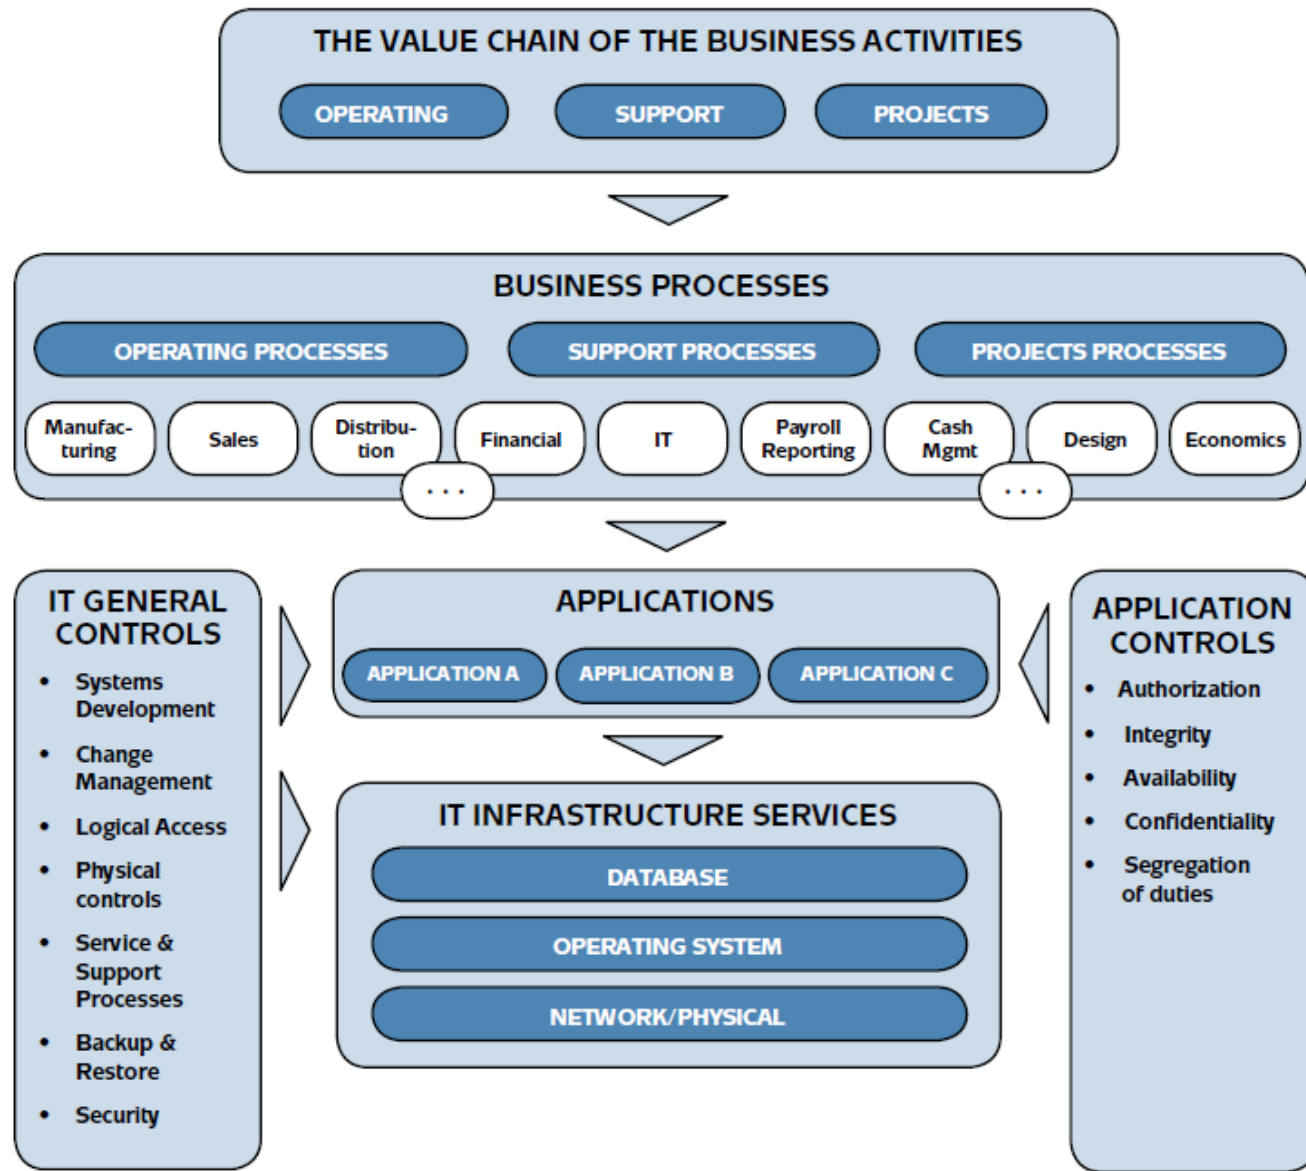 THE VALUE CHAIN OF THE BUSINESS ACTIVITIES
OPERATING
SUPPORT
PROJECTS
BUSINESS PROCESSES
OPERATING PROCESSES
SUPPORT PROCESSES
PROJECTS PROCESSES
Manufac-
turing
Sales
Distribu-
tion
Financial
IT
Payroll
Reporting
Cash
Mgmt
Design
Economics
. . .
. . .
IT GENERAL
CONTROLS
• Systems
Development
• Change
Management
• Logical Access
• Physical
controls
• Service &
Support
Processes
• Backup &
Restore
• Security
APPLICATIONS
APPLICATION A
APPLICATION B
APPLICATION C
IT INFRASTRUCTURE SERVICES
DATABASE
OPERATING SYSTEM
NETWORK/PHYSICAL
APPLICATION
CONTROLS
• Authorization
• Integrity
• Availability
• Confidentiality
• Segregation
of duties